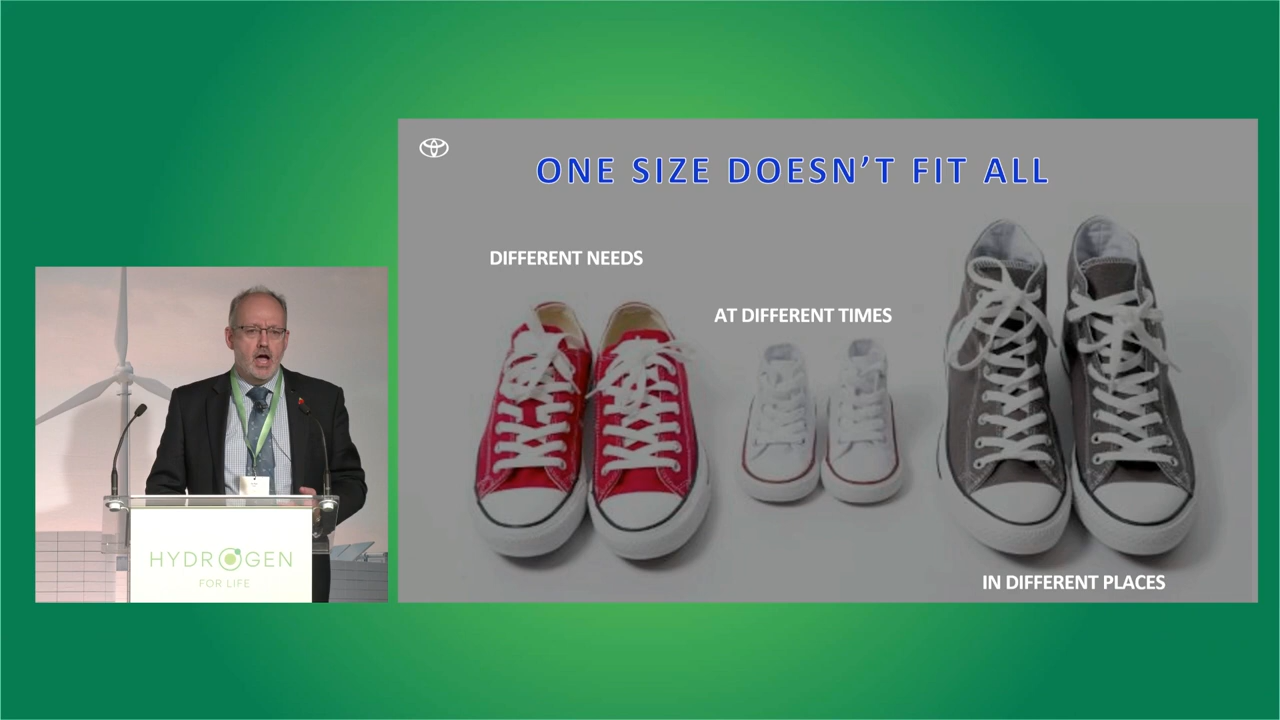 ONE SIZE DOESN'T FIT ALL
DIFFERENT NEEDS
AT DIFFERENT TIMES
IN DIFFERENT PLACES
HYDROGEN
FOR LIFE